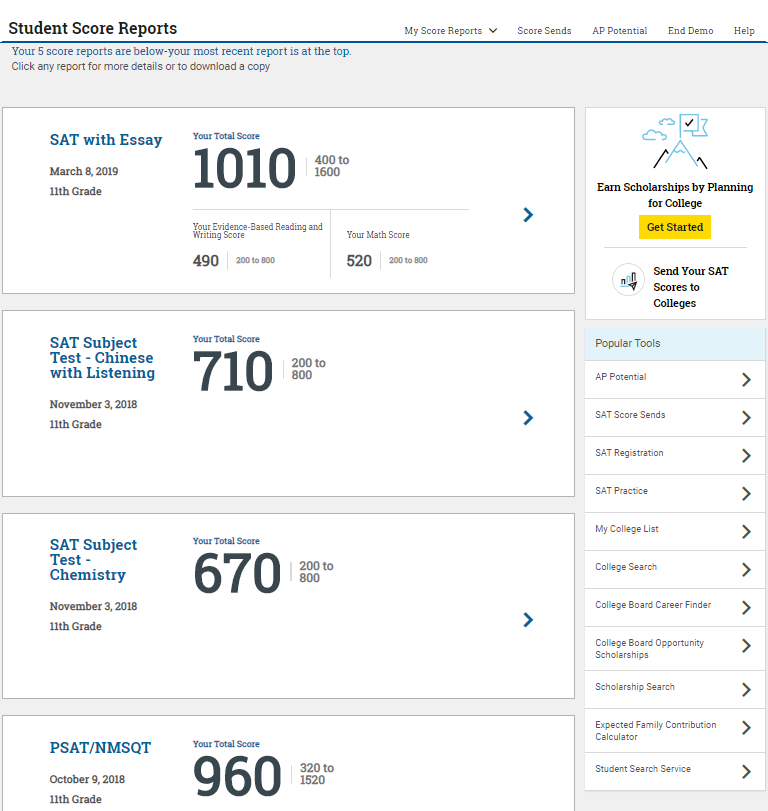 Student Score Reports
My Score Reports
Score Sends
AP Potential
End Demo
Help
Your 5 score reports are below-your most recent report is at the top.
Click any report for more details or to download a copy
SAT with Essay
March 8, 2019
11th Grade
Your Total Score
1010
400 to
1600
Your Evidence-Based Reading and
Writing Score
490
200 to 800
Your Math Score
520
200 to 800
SAT Subject
Test - Chinese
with Listening
November 3, 2018
11th Grade
Your Total Score
710
200 to
800
SAT Subject
Test -
Chemistry
November 3, 2018
11th Grade
Your Total Score
670
200 to
800
PSAT/NMSQT
October 9, 2018
11th Grade
Your Total Score
960
320 to
1520
Earn Scholarships by Planning
for College
Get Started
Send Your SAT
Scores to
Colleges
Popular Tools
AP Potential
SAT Score Sends
SAT Registration
SAT Practice
My College List
College Search
College Board Career Finder
College Board Opportunity
Scholarships
Scholarship Search
Expected Family Contribution
Calculator
Student Search Service